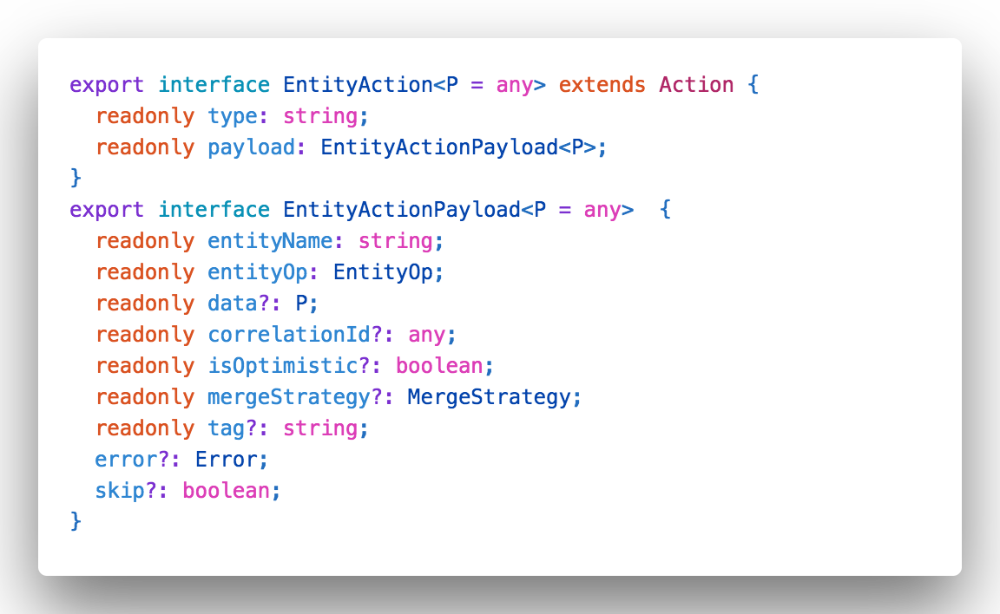 export interface EntityAction<P = any> extends Action {
  readonly type: string;
  readonly payload: EntityActionPayload<P>;
}
export interface EntityActionPayload<P = any>  {
  readonly entityName: string;
  readonly entityOp: EntityOp;
  readonly data?: P;
  readonly correlationId?: any;
  readonly isOptimistic?: boolean;
  readonly mergeStrategy?: MergeStrategy;
  readonly tag?: string;
  error?: Error;
  skip?: boolean;
}